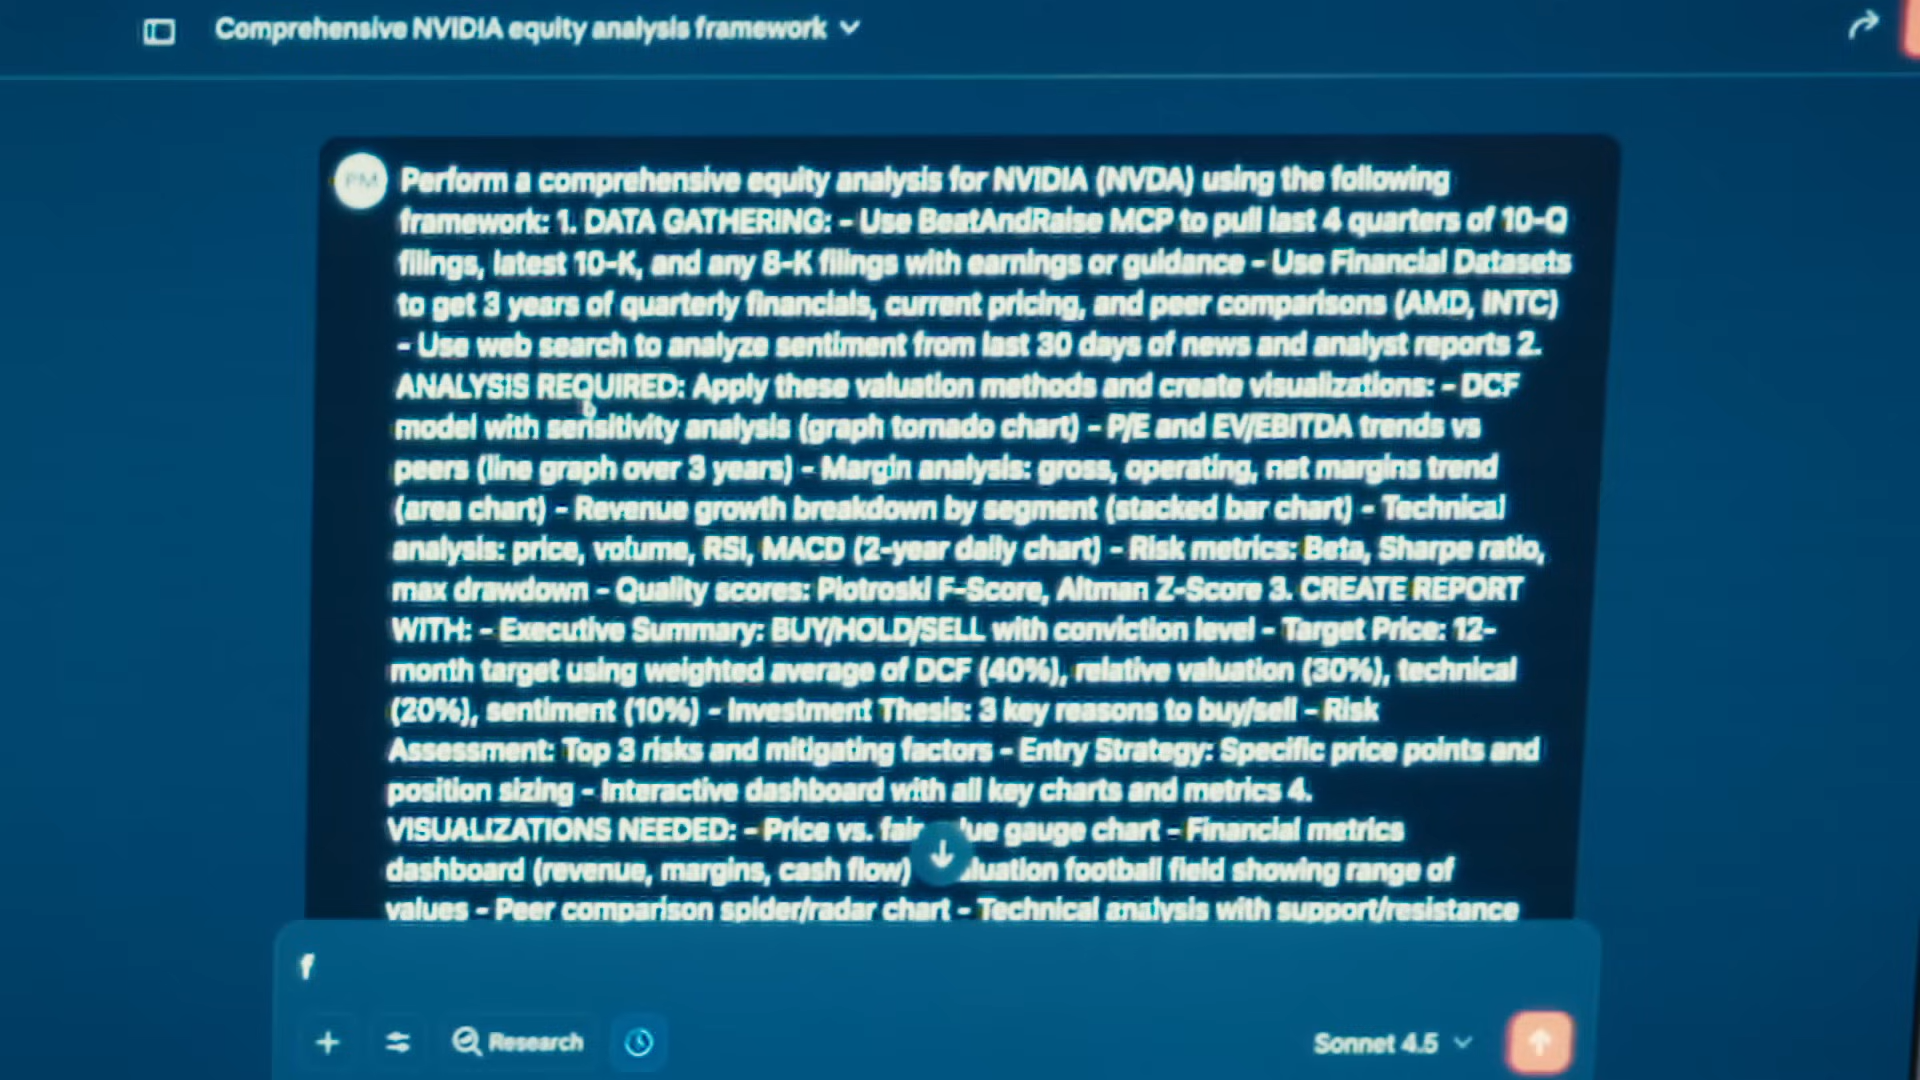 Comprehensive NVIDIA equity analysis framework
PM
Perform a comprehensive equity analysis for NVIDIA (NVDA) using the following
framework: 1. DATA GATHERING: - Use BeatAndRaise MCP to pull last 4 quarters of 10-Q
filings, latest 10-K, and any 8-K filings with earnings or guidance - Use Financial Datasets
to get 3 years of quarterly financials, current pricing, and peer comparisons (AMD, INTC)
- Use web search to analyze sentiment from last 30 days of news and analyst reports 2.
ANALYSIS REQUIRED: Apply these valuation methods and create visualizations: - DCF
model with sensitivity analysis (graph tornado chart) - P/E and EV/EBITDA trends vs
peers (line graph over 3 years) - Margin analysis: gross, operating, net margins trend
(area chart) - Revenue growth breakdown by segment (stacked bar chart) - Technical
analysis: price, volume, RSI, MACD (2-year daily chart) - Risk metrics: Beta, Sharpe ratio,
max drawdown - Quality scores: Piotroski F-Score, Altman Z-Score 3. CREATE REPORT
WITH: - Executive Summary: BUY/HOLD/SELL with conviction level - Target Price: 12-
month target using weighted average of DCF (40%), relative valuation (30%), technical
(20%), sentiment (10%) - Investment Thesis: 3 key reasons to buy/sell - Risk
Assessment: Top 3 risks and mitigating factors - Entry Strategy: Specific price points and
position sizing - Interactive dashboard with all key charts and metrics 4.
VISUALIZATIONS NEEDED: - Price vs. fair ue gauge chart - Financial metrics
dashboard (revenue, margins, cash flow) luation football field showing range of
values - Peer comparison spider/radar chart - Technical analysis with support/resistance
f
Research
Sonnet 4.5